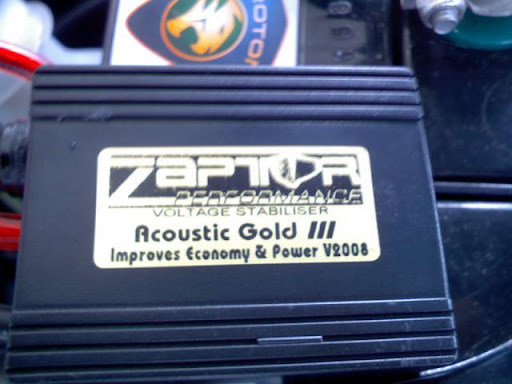 ZAPTOR
PERFORMANCE
VOLTAGE STABILISER
Acoustic Gold III
Improves Economy & Power V2008